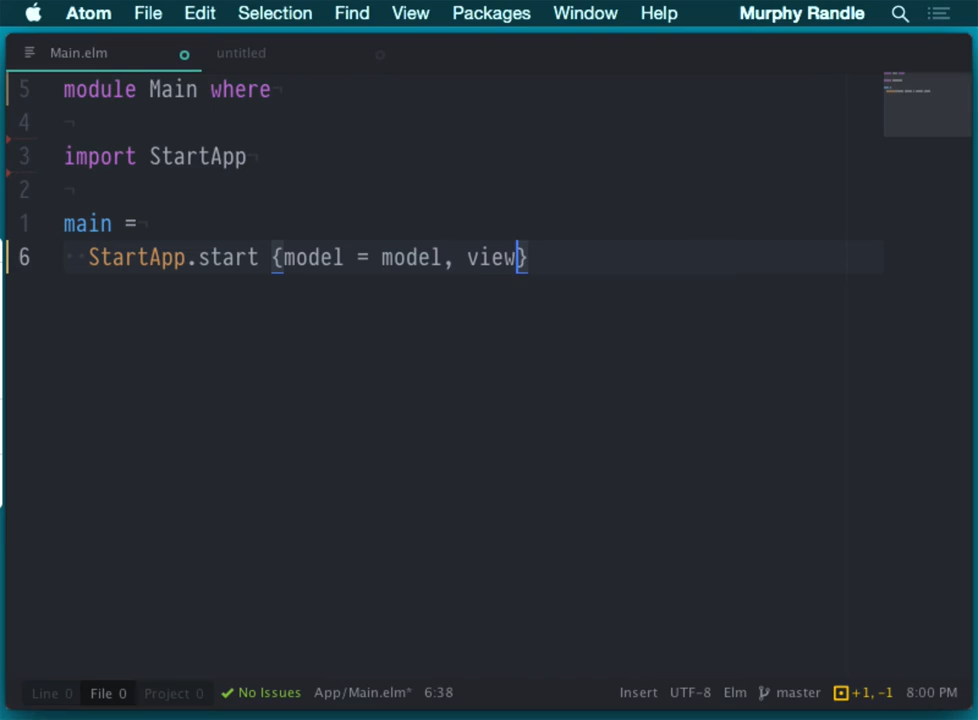 Atom File Edit Selection Find View Packages Window Help Murphy Randle
Main.elm untitled
5 module Main where¬
4 ¬
3 import StartApp¬
2 ¬
1 main =¬
6 ··StartApp.start {model = model, view}
Line 0 File 0 Project 0 No Issues App/Main.elm* 6:38 Insert UTF-8 Elm master +1, -1 8:00 PM